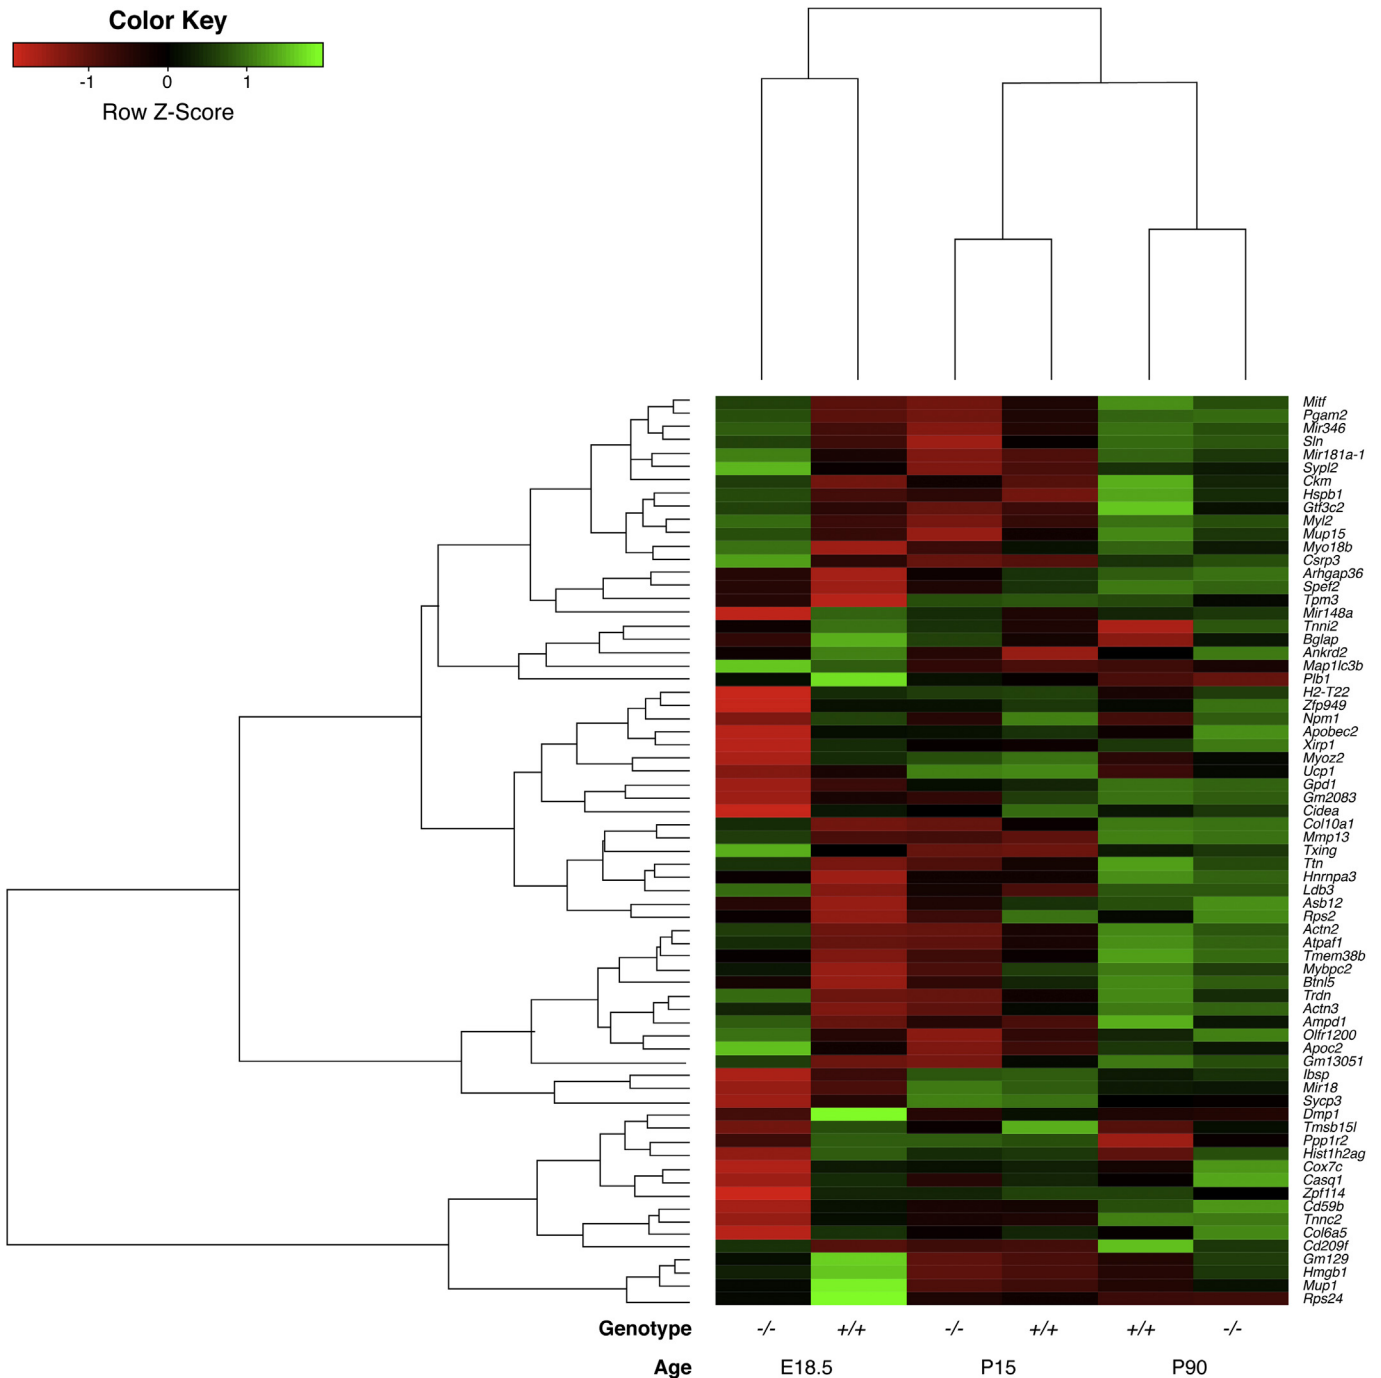 Color Key
-1 0 1
Row Z-Score
Mitf
Pgam2
Mir346
Sln
Mir181a-1
Sypl2
Ckm
Hspb1
Gtf3c2
Myl2
Mup15
Myo18b
Csrp3
Arhgap36
Spef2
Tpm3
Mir148a
Tnni2
Bglap
Ankrd2
Map1lc3b
Plb1
H2-T22
Zfp949
Npm1
Apobec2
Xirp1
Myoz2
Ucp1
Gpd1
Gm2083
Cidea
Col10a1
Mmp13
Txing
Ttn
Hnrnpa3
Ldb3
Asb12
Rps2
Actn2
Atpaf1
Tmem38b
Mybpc2
Btnl5
Trdn
Actn3
Ampd1
Olfr1200
Apoc2
Gm13051
Ibsp
Mir18
Sycp3
Dmp1
Tmsb15l
Ppp1r2
Hist1h2ag
Cox7c
Casq1
Zpf114
Cd59b
Tnnc2
Col6a5
Cd209f
Gm129
Hmgb1
Mup1
Rps24
Genotype -/- +/+ -/- +/+ +/+ -/-
Age E18.5 P15 P90